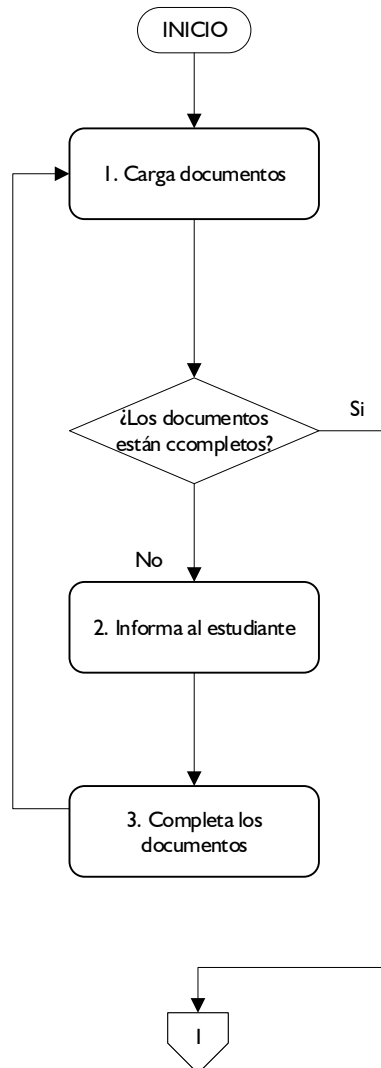 INICIO
1. Carga documentos
¿Los documentos
están ccompletos?
Si
No
2. Informa al estudiante
3. Completa los
documentos
1